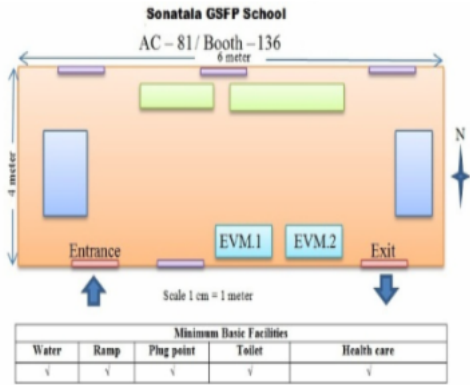 Sonatala GSFP School
AC – 81/ Booth –136
6 meter
4 meter
N
EVM.1 EVM.2
Entrance Exit
Scale 1 cm = 1 meter
Minimum Basic Facilities
Water Ramp Plug point Toilet Health care
√ √ √ √ √